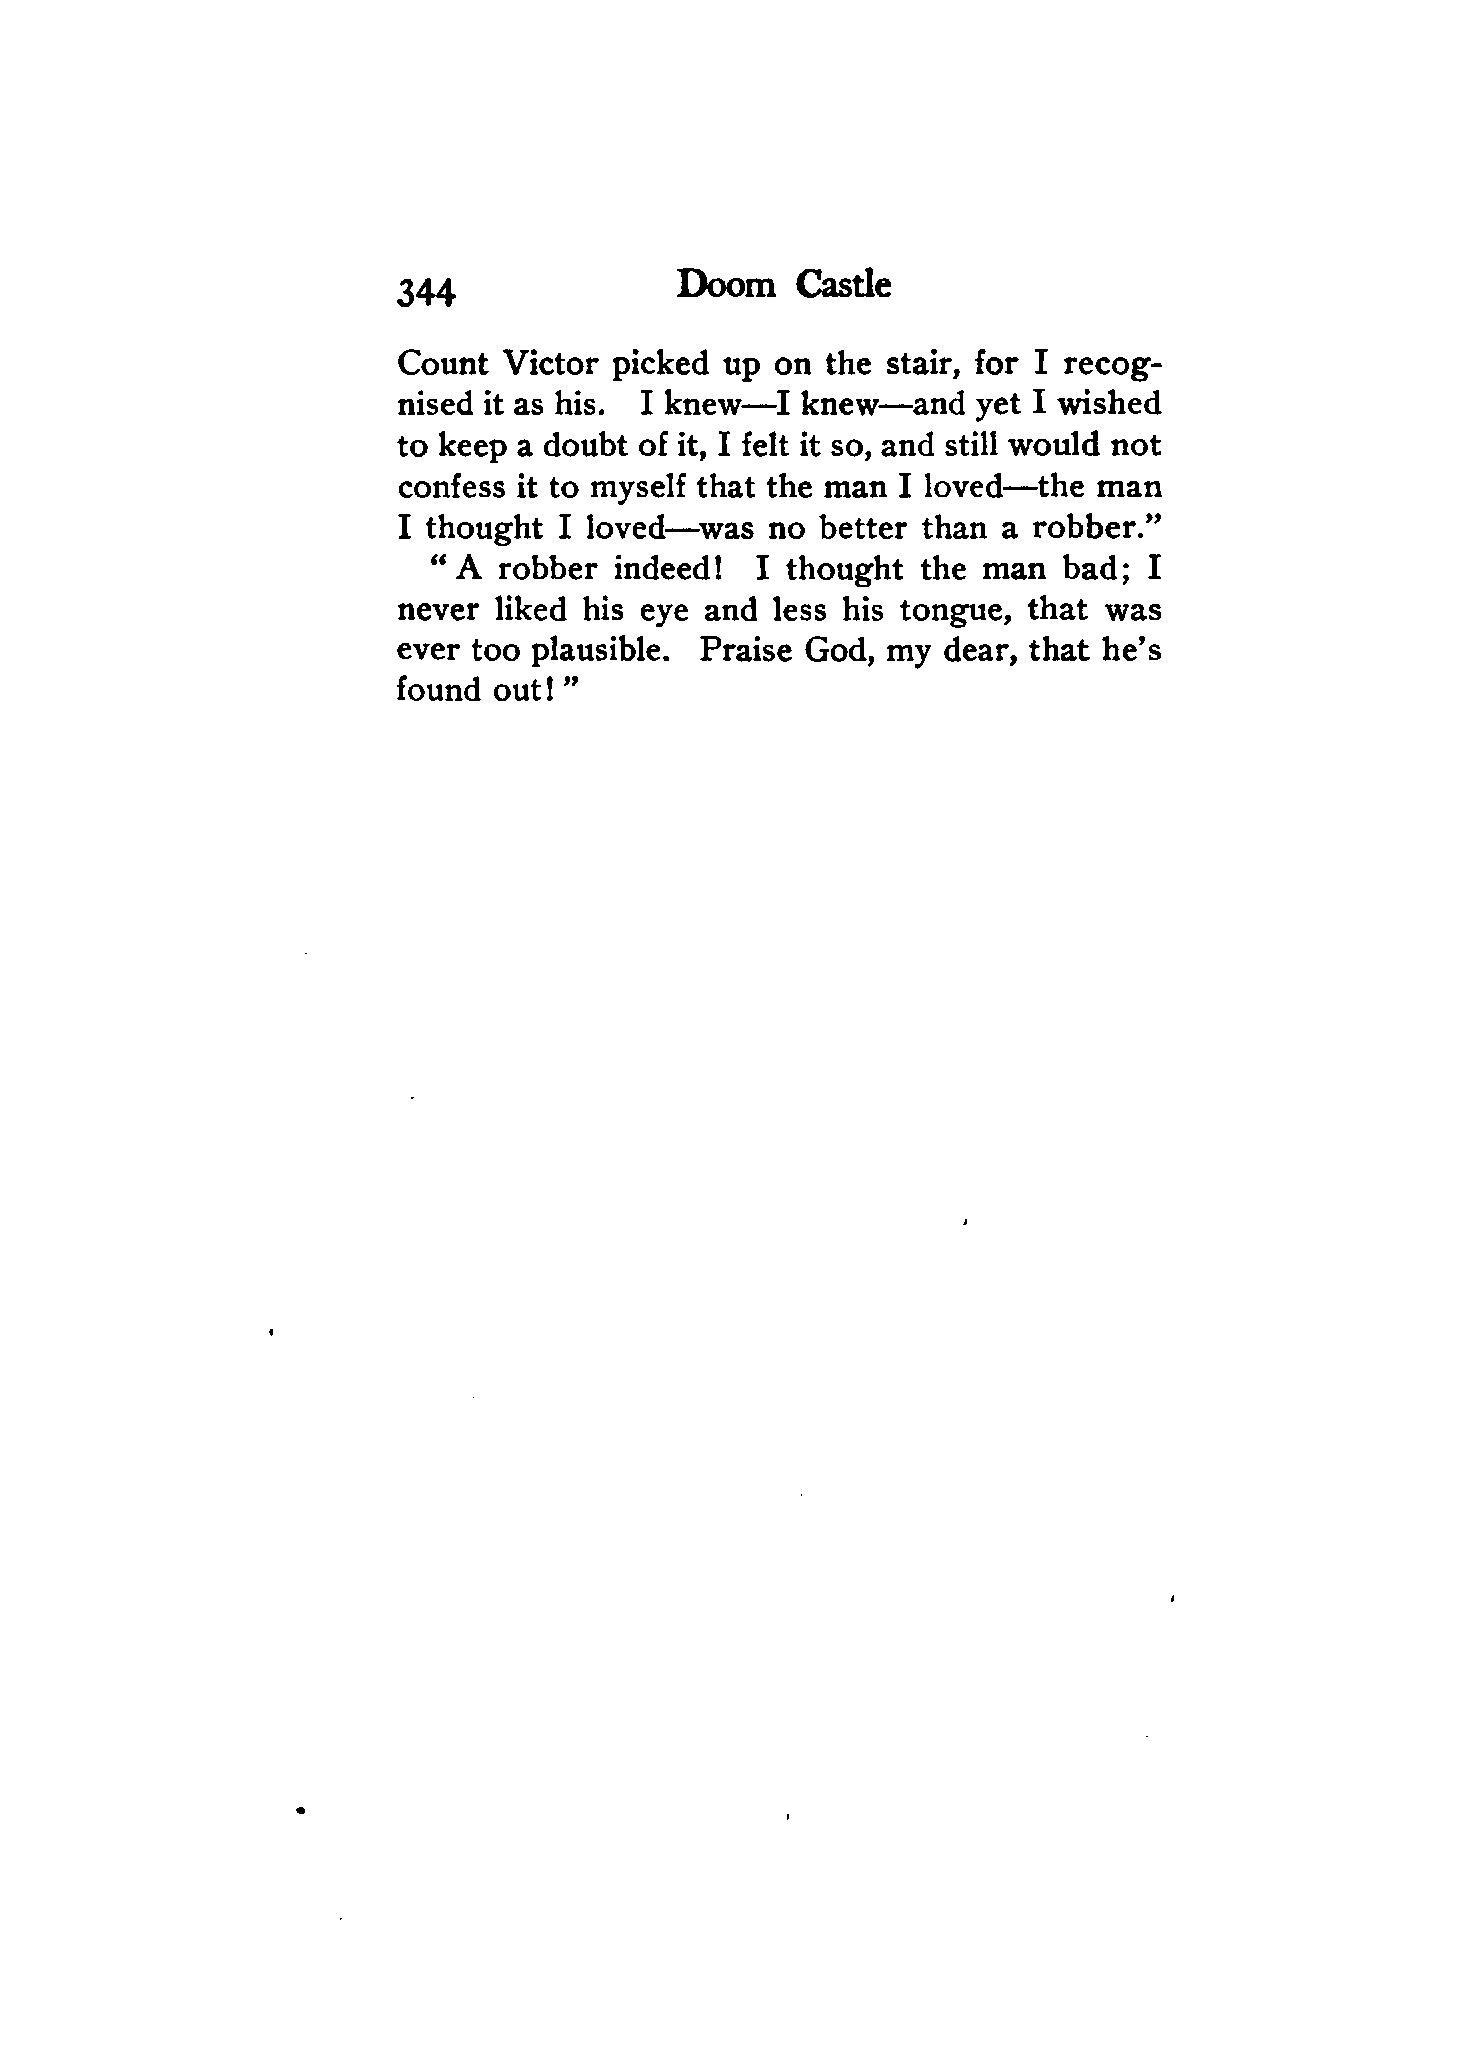 344 Doom Castle
Count Victor picked up on the stair, for I recog-
nised it as his. I knew—I knew—and yet I wished
to keep a doubt of it, I felt it so, and still would not
confess it to myself that the man I loved—the man
I thought I loved—was no better than a robber.”
“ A robber indeed! I thought the man bad; I
never liked his eye and less his tongue, that was
ever too plausible. Praise God, my dear, that he’s
found out! ”